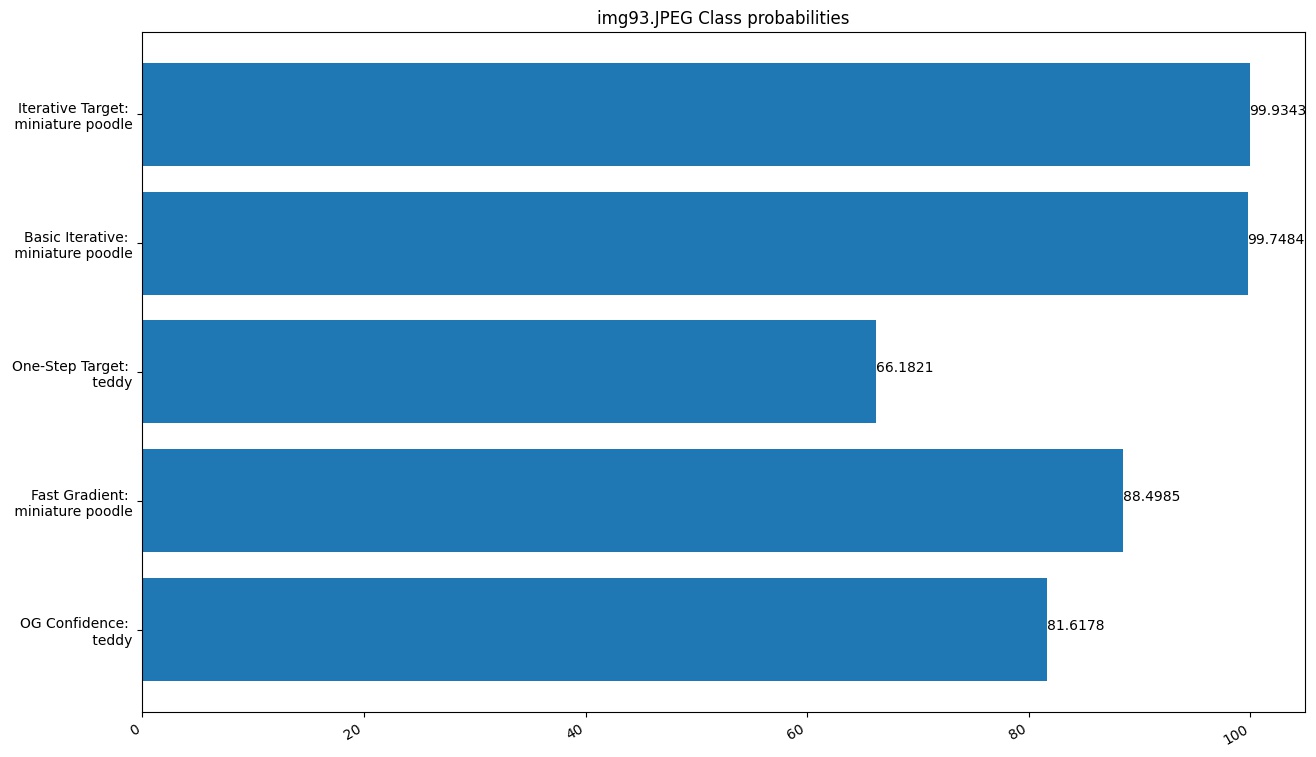 img93.JPEG Class probabilities
Iterative Target:
miniature poodle
99.9343
Basic Iterative:
miniature poodle
99.7484
One-Step Target:
teddy
66.1821
Fast Gradient:
miniature poodle
88.4985
OG Confidence:
teddy
81.6178
0
20
40
60
80
100